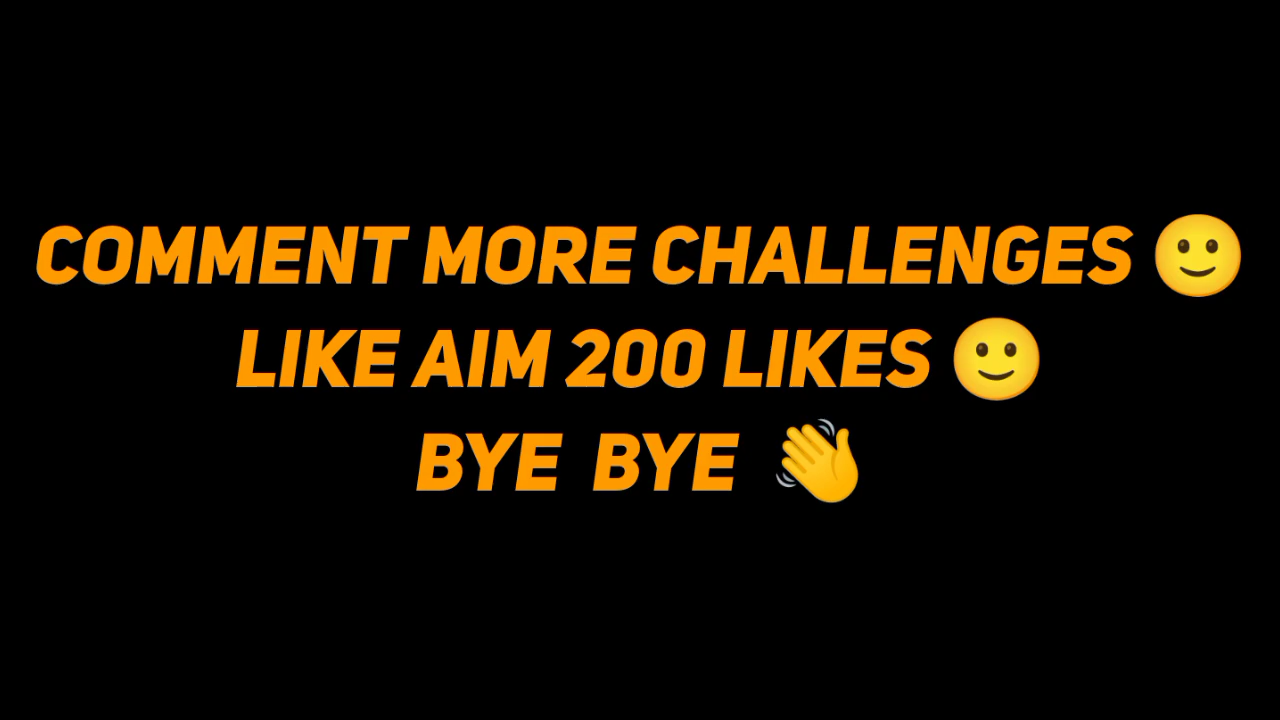 COMMENT MORE CHALLENGES 🙂
LIKE AIM 200 LIKES 🙂
BYE BYE 👋